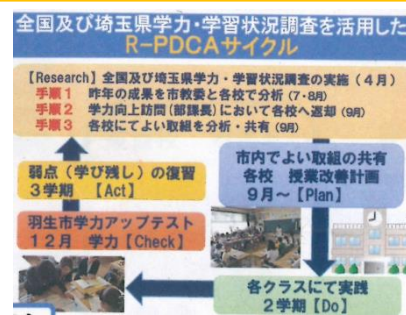 全国及び埼玉県学力・学習状況調査を活用した
R-PDCAサイクル
【Research】全国及び埼玉県学力・学習状況調査の実施（４月）
手順１　昨年の成果を市教委と各校で分析（7・8月）
手順２　学力向上訪問（部課長）において各校へ返却（9月）
手順３　各校にてよい取組を分析・共有（9月）
弱点（学び残し）の復習
３学期　【Act】
市内でよい取組の共有
各校　授業改善計画
９月～【Plan】
羽生市学力アップテスト
１２月　学力【Check】
各クラスにて実践
２学期【Do】